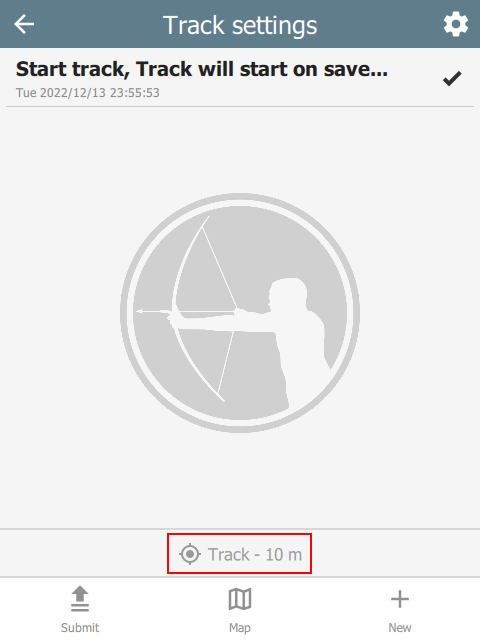 Track settings
Start track, Track will start on save...
Tue 2022/12/13 23:55:53
Track - 10 m
Submit
Map
New